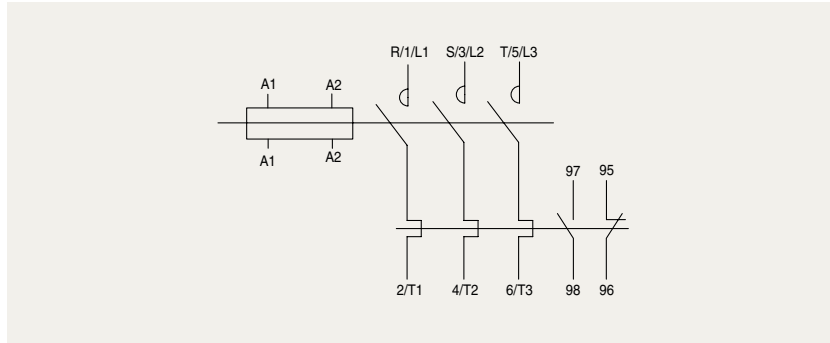 R/1/L1 S/3/L2 T/5/L3
A1 A2
A1 A2
97 95
2/T1 4/T2 6/T3 98 96